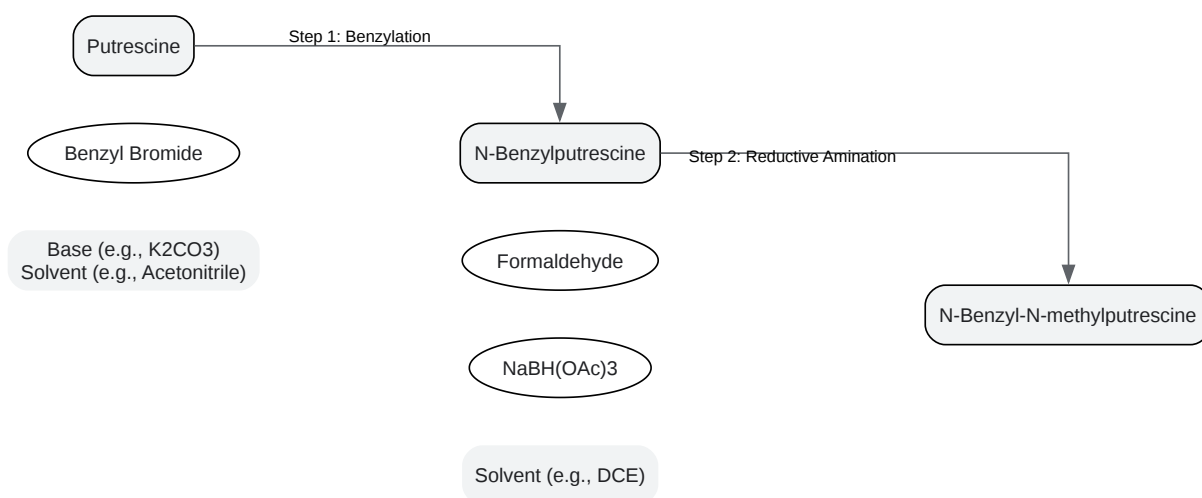 Putrescine
Step 1: Benzylation
Benzyl Bromide
N-Benzylputrescine
Step 2: Reductive Amination
Base (e.g., K2CO3)
Solvent (e.g., Acetonitrile)
Formaldehyde
N-Benzyl-N-methylputrescine
NaBH(OAc)3
Solvent (e.g., DCE)